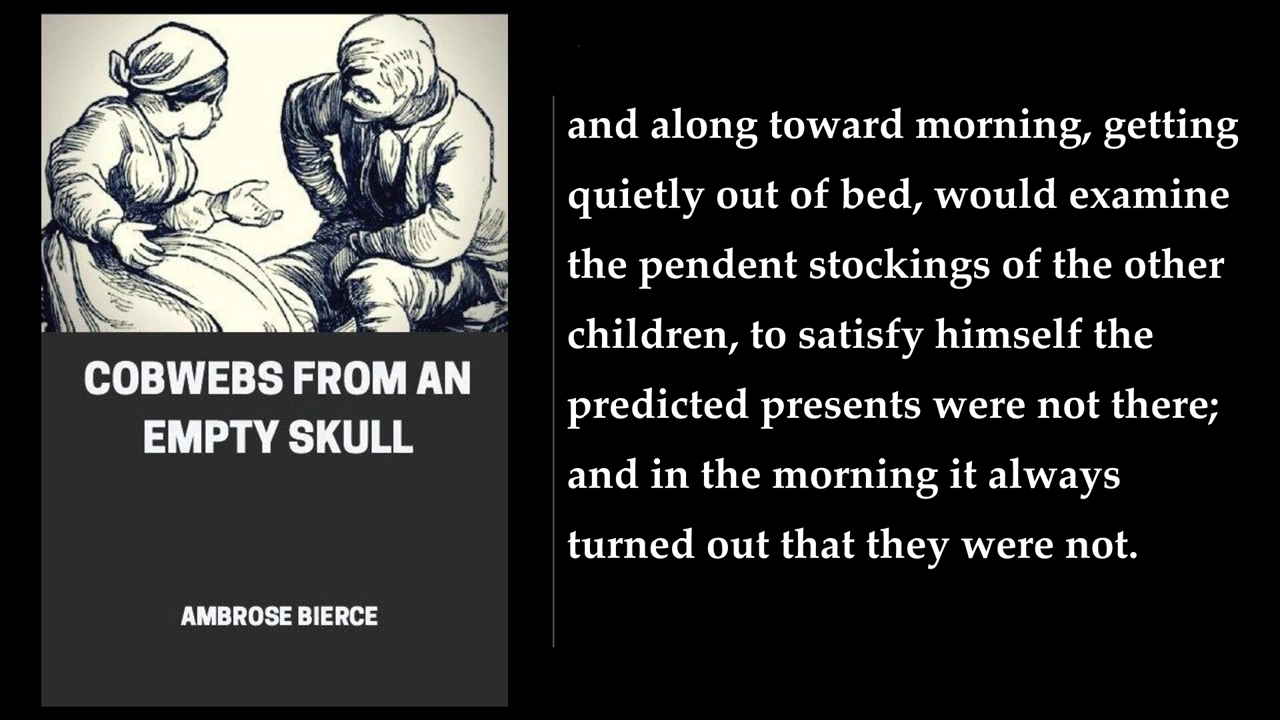 COBWEBS FROM AN
EMPTY SKULL
AMBROSE BIERCE
and along toward morning, getting
quietly out of bed, would examine
the pendent stockings of the other
children, to satisfy himself the
predicted presents were not there;
and in the morning it always
turned out that they were not.